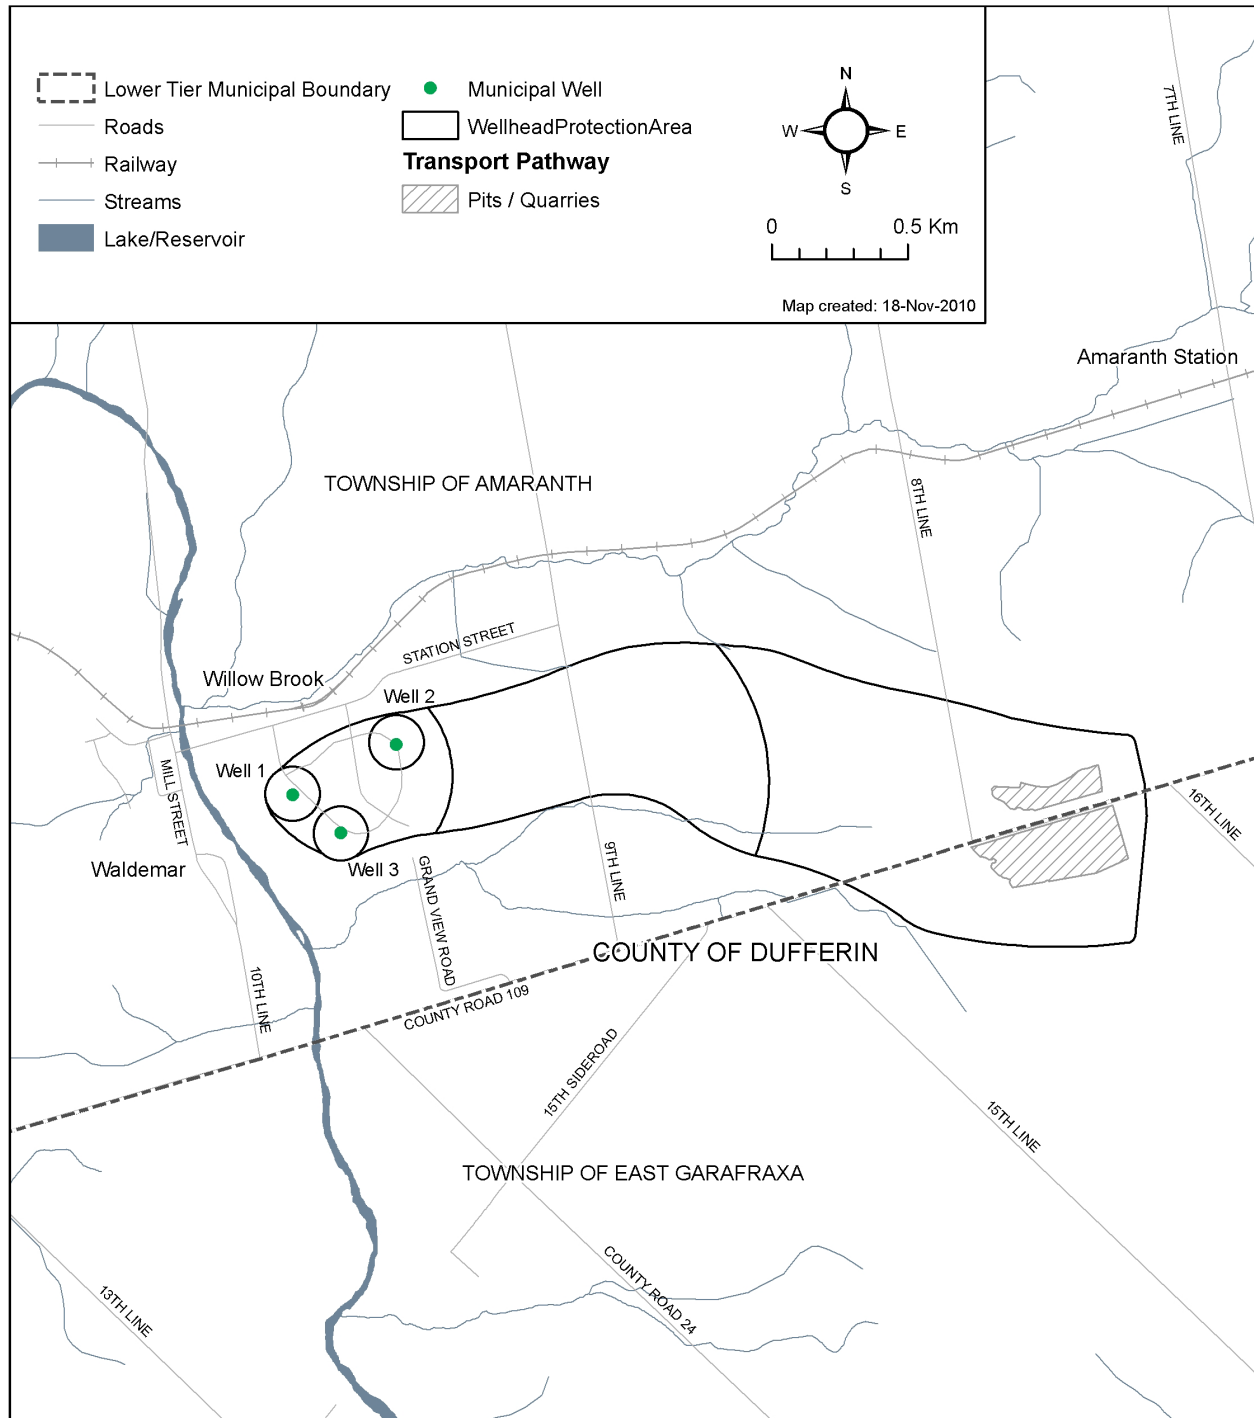 Lower Tier Municipal Boundary
Roads
Railway
Streams
Lake/Reservoir
Municipal Well
WellheadProtectionArea
Transport Pathway
Pits / Quarries
N
W E
S
0 0.5 Km
Map created: 18-Nov-2010
7TH LINE
Amaranth Station
TOWNSHIP OF AMARANTH
8TH LINE
STATION STREET
Willow Brook
Well 2
Well 1
MILL STREET
16TH LINE
Waldemar
Well 3
9TH LINE
GRAND VIEW ROAD
COUNTY OF DUFFERIN
10TH LINE
COUNTY ROAD 109
15TH SIDEROAD
15TH LINE
TOWNSHIP OF EAST GARAFRAXA
COUNTY ROAD 24
13TH LINE